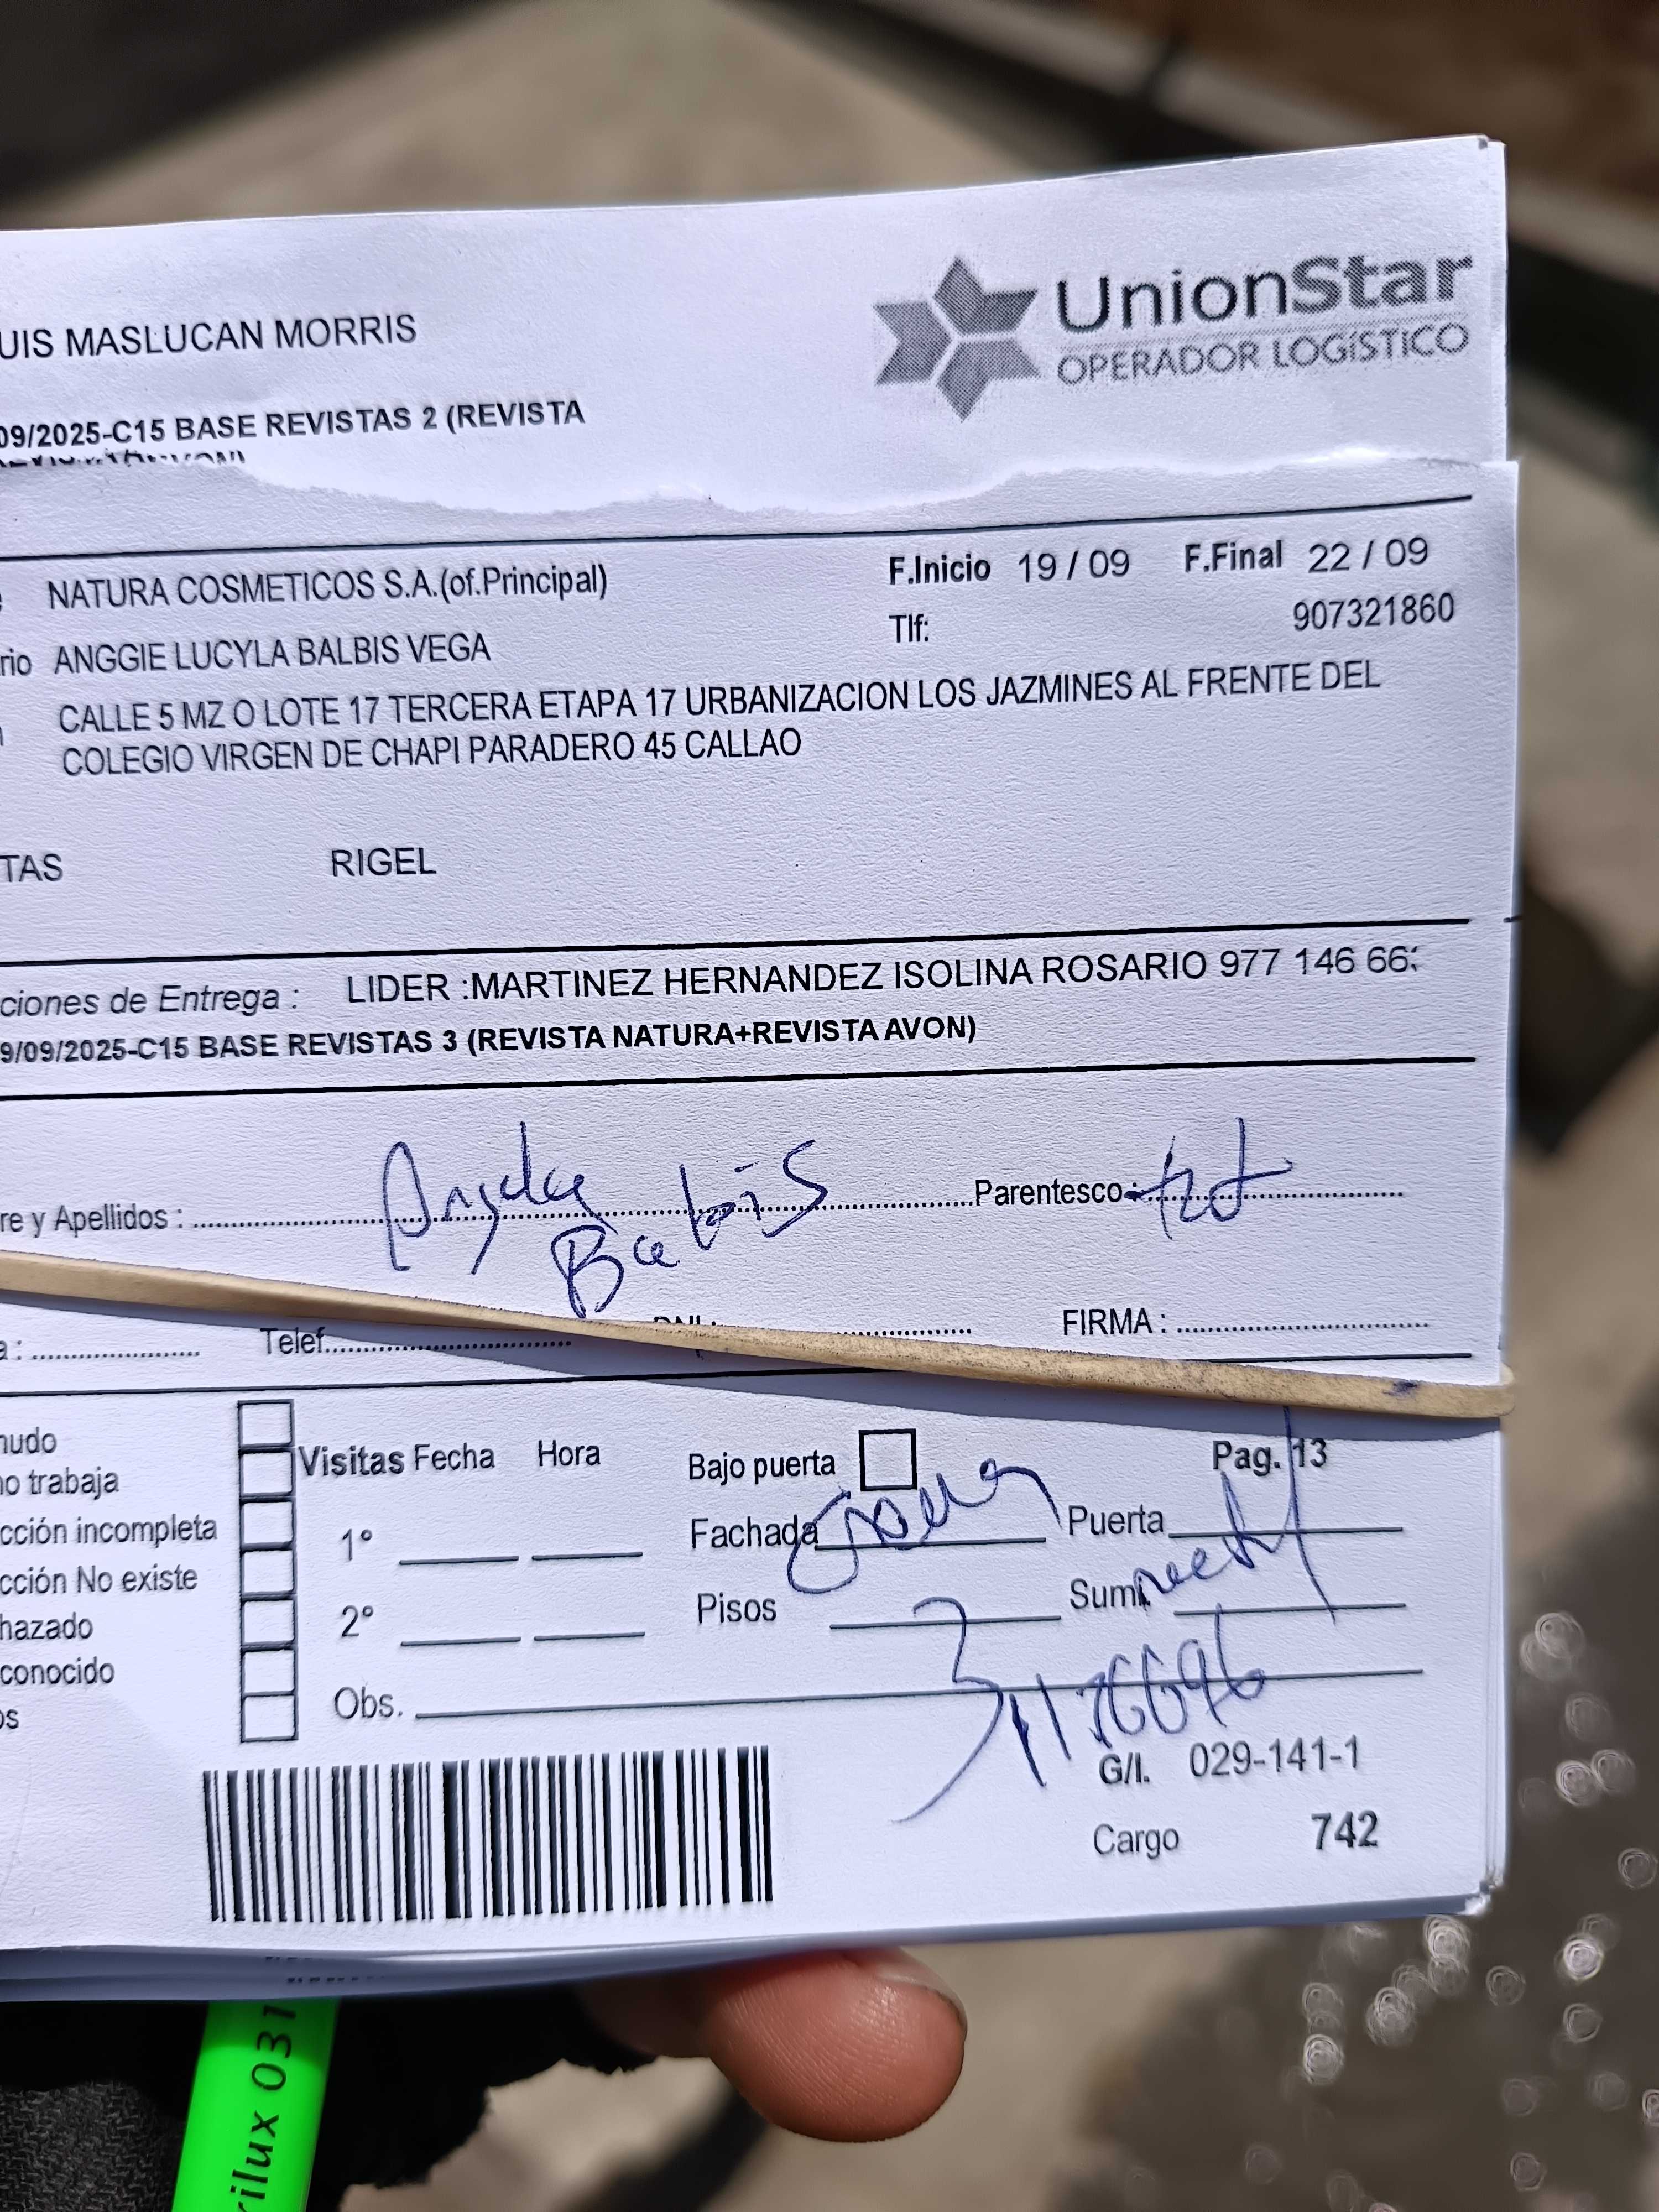 UnionStar
OPERADOR LOGíSTiCO
UIS MASLUCAN MORRIS
09/2025-C15 BASE REVISTAS 2 (REVISTA
NATURA COSMETICOS S.A.(of.Principal)
F.Inicio 19 / 09 F.Final 22 / 09
Tlf: 907321860
rio ANGGIE LUCYLA BALBIS VEGA
CALLE 5 MZ O LOTE 17 TERCERA ETAPA 17 URBANIZACION LOS JAZMINES AL FRENTE DEL
COLEGIO VIRGEN DE CHAPI PARADERO 45 CALLAO
TAS RIGEL
ciones de Entrega : LIDER :MARTINEZ HERNANDEZ ISOLINA ROSARIO 977 146 66
9/09/2025-C15 BASE REVISTAS 3 (REVISTA NATURA+REVISTA AVON)
re y Apellidos : Parentesco :
a : Telef. FIRMA :
nudo
no trabaja
cción incompleta
cción No existe
hazado
conocido
os
Visitas Fecha Hora
1°
2°
Obs.
Bajo puerta Pag. 13
Fachada Puerta
Pisos Sumi.
3
G/I. 029-141-1
Cargo 742
rilux 031